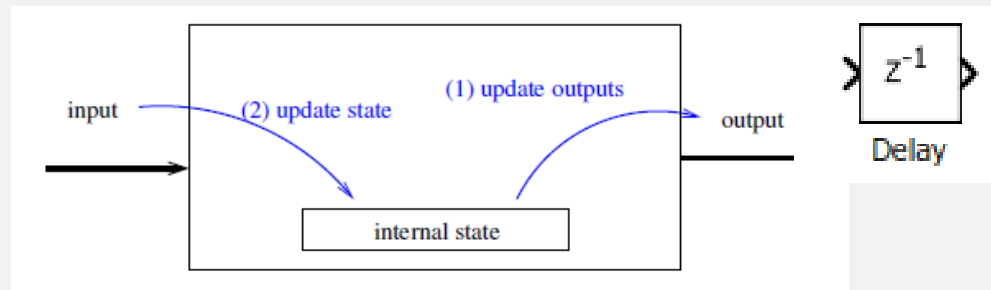 input
(2) update state
(1) update outputs
output
internal state
z-1
Delay